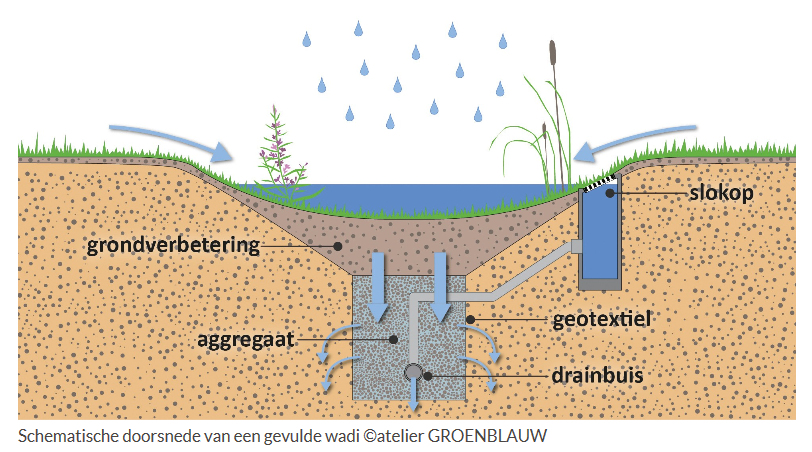 slokop
grondverbetering
geotextiel
aggregaat
drainbuis
Schematische doorsnede van een gevulde wadi ©atelier GROENBLAUW